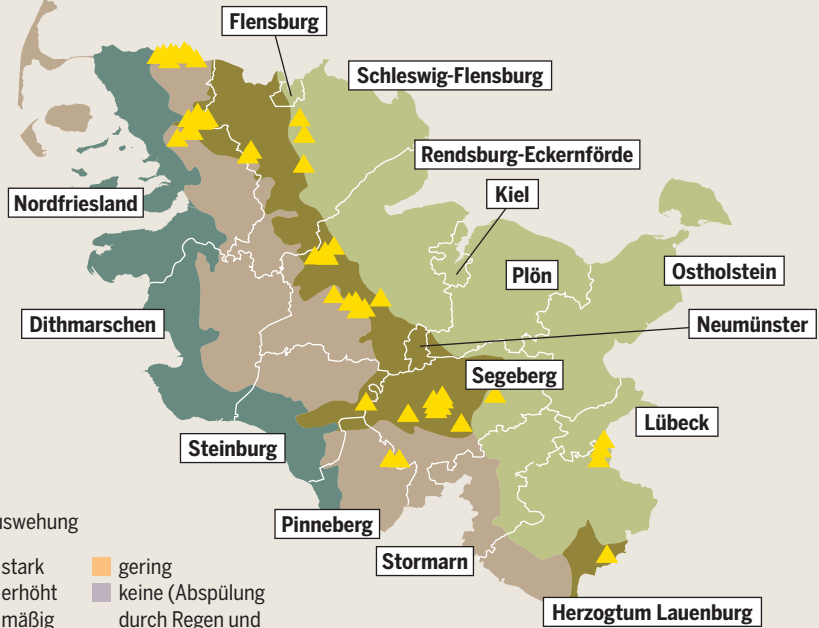 Flensburg
Schleswig-Flensburg
Rendsburg-Eckernförde
Kiel
Nordfriesland
Plön
Ostholstein
Dithmarschen
Neumünster
Segeberg
Lübeck
Steinburg
Pinneberg
Stormarn
Herzogtum Lauenburg
uswehung
stark
erhöht
mäßig
gering
keine (Abspülung
durch Regen und